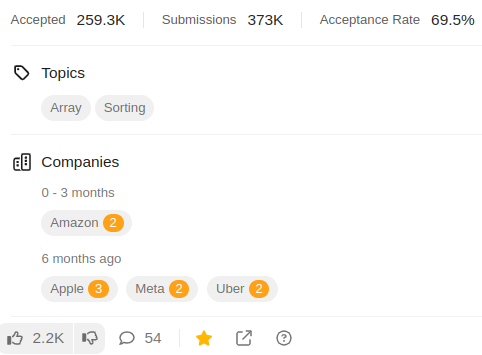 Accepted 259.3K Submissions 373K Acceptance Rate 69.5%
Topics
Array Sorting
Companies
0 - 3 months
Amazon 2
6 months ago
Apple 3 Meta 2 Uber 2
2.2K 54